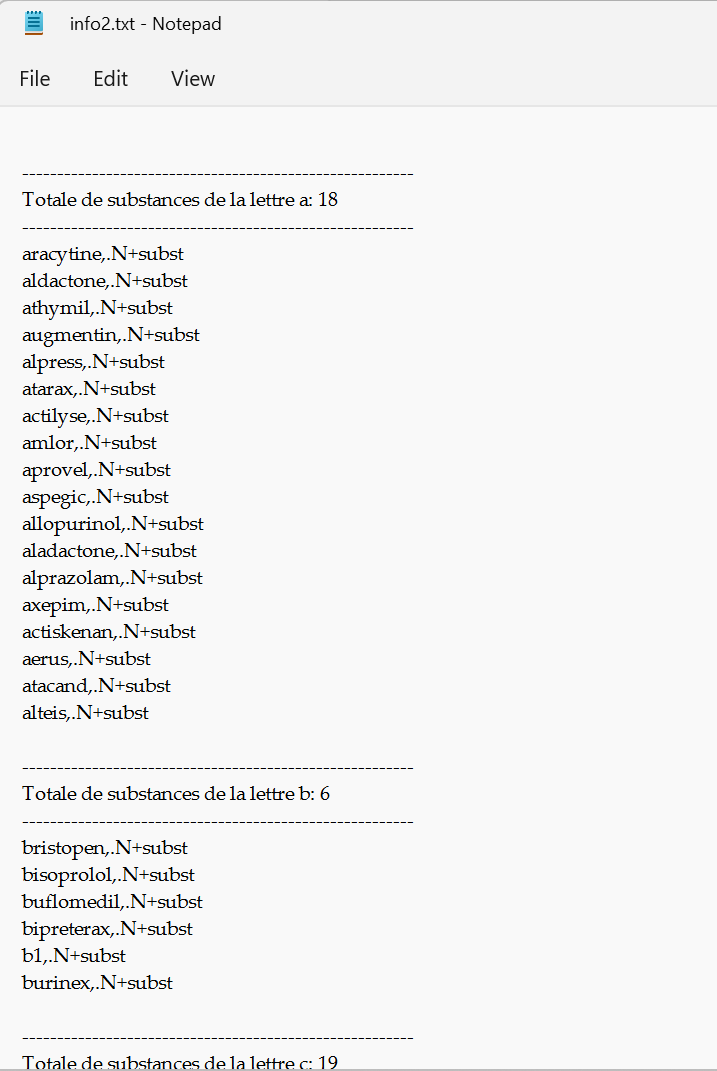 info2.txt - Notepad
File Edit View
--------------------------------------------------------
Totale de substances de la lettre a: 18
--------------------------------------------------------
aracytine,.N+subst
aldactone,.N+subst
athymil,.N+subst
augmentin,.N+subst
alpress,.N+subst
atarax,.N+subst
actilyse,.N+subst
amlor,.N+subst
aprovel,.N+subst
aspegic,.N+subst
allopurinol,.N+subst
aladactone,.N+subst
alprazolam,.N+subst
axepim,.N+subst
actiskenan,.N+subst
aerus,.N+subst
atacand,.N+subst
alteis,.N+subst
--------------------------------------------------------
Totale de substances de la lettre b: 6
--------------------------------------------------------
bristopen,.N+subst
bisoprolol,.N+subst
buflomedil,.N+subst
bipreterax,.N+subst
b1,.N+subst
burinex,.N+subst
--------------------------------------------------------
Totale de substances de la lettre c: 19